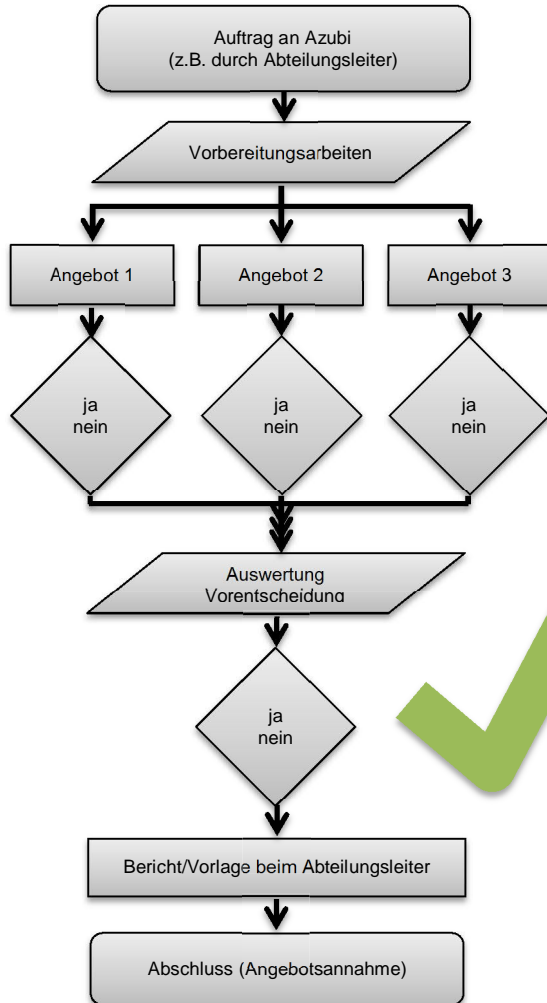 Auftrag an Azubi
(z.B. durch Abteilungsleiter)
Vorbereitungsarbeiten
Angebot 1
Angebot 2
Angebot 3
ja
nein
ja
nein
ja
nein
Auswertung
Vorentscheidung
ja
nein
Bericht/Vorlage beim Abteilungsleiter
Abschluss (Angebotsannahme)